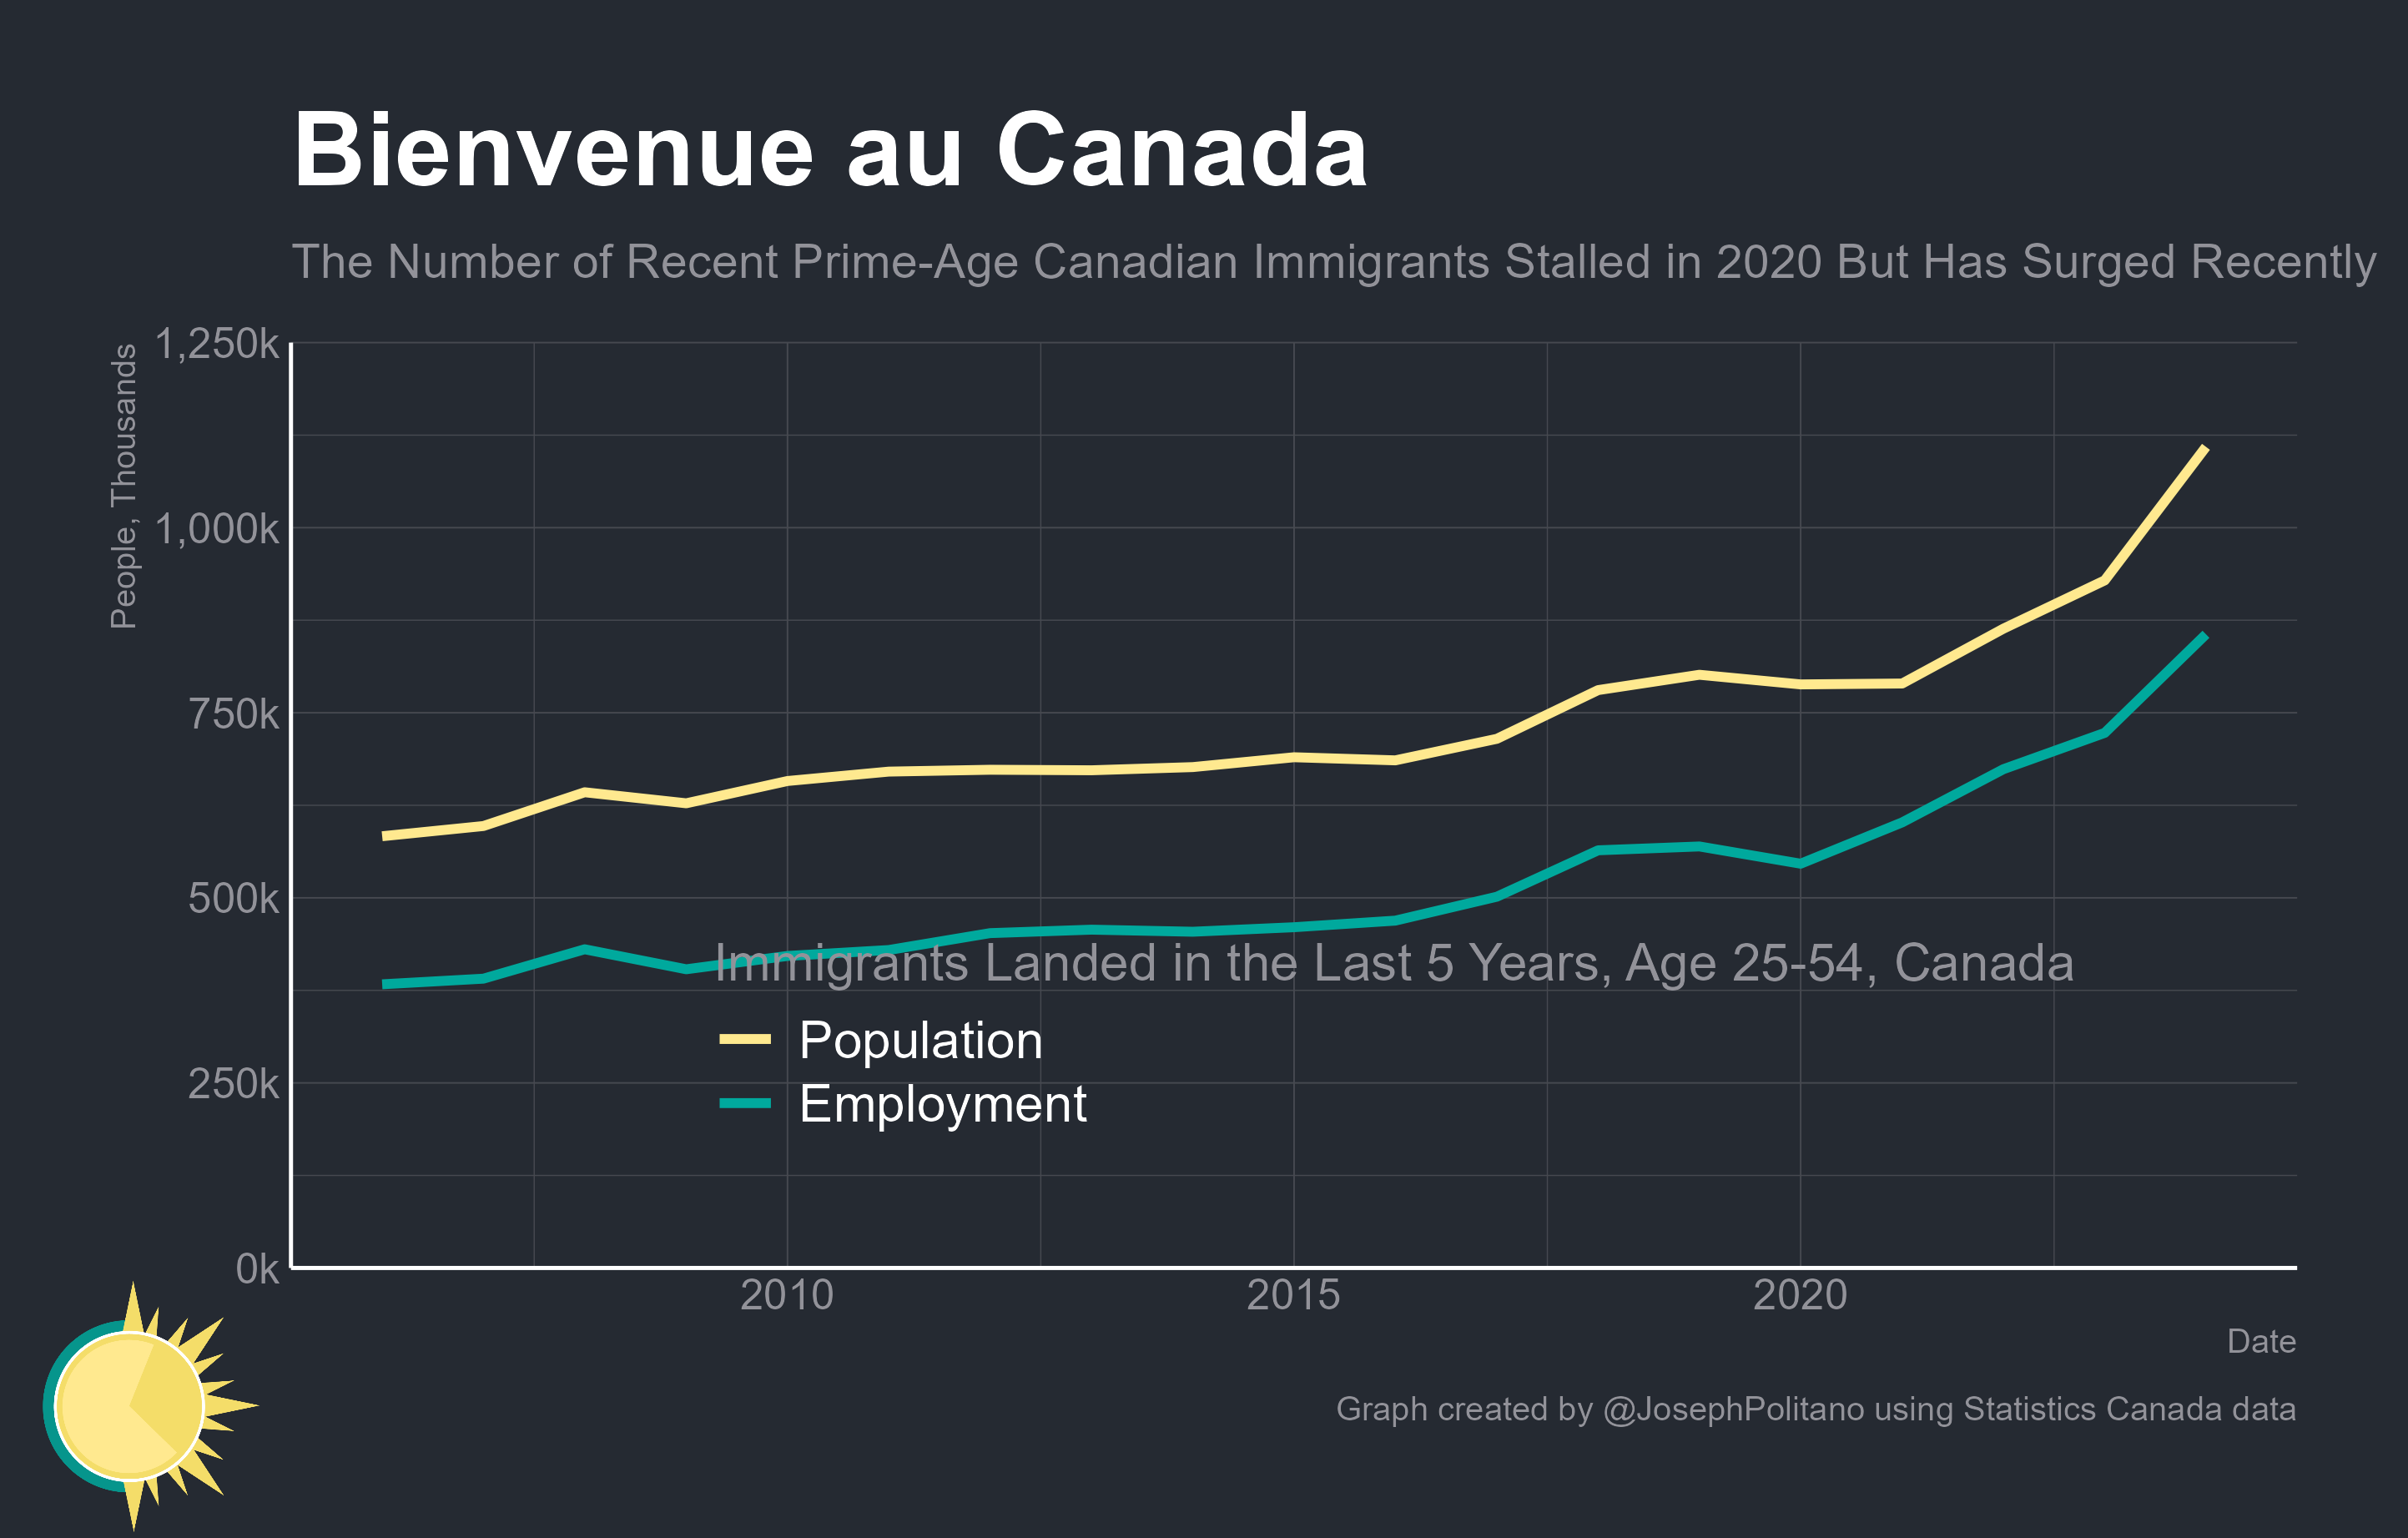 Bienvenue au Canada
The Number of Recent Prime-Age Canadian Immigrants Stalled in 2020 But Has Surged Recently
People, Thousands
1,250k
1,000k
750k
500k
250k
0k
Immigrants Landed in the Last 5 Years, Age 25-54, Canada
Population
Employment
2010
2015
2020
Date
Graph created by @JosephPolitano using Statistics Canada data